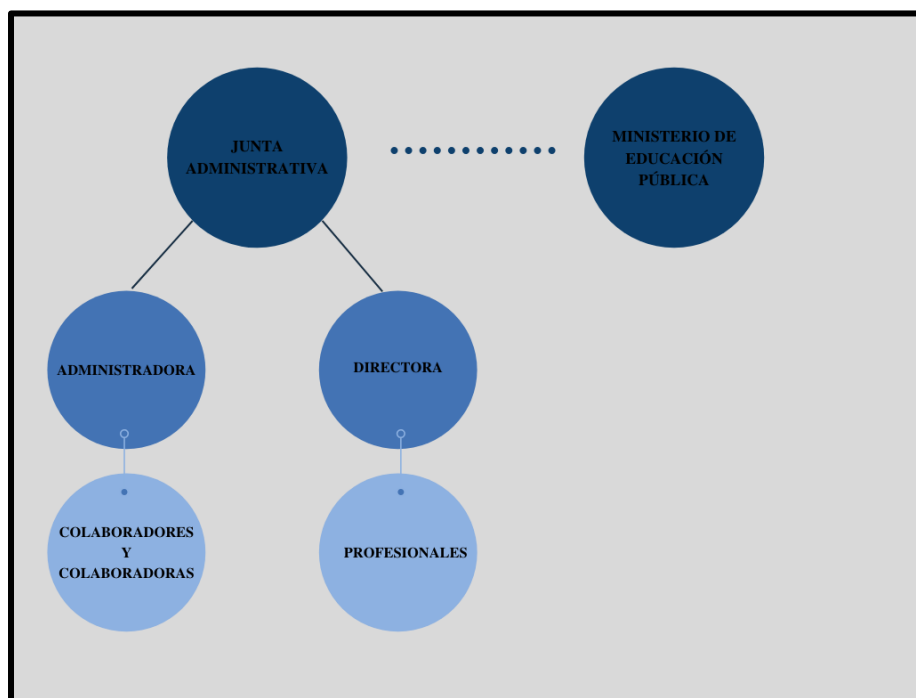 JUNTA
ADMINISTRATIVA
MINISTERIO DE
EDUCACIÓN
PÚBLICA
ADMINISTRADORA
DIRECTORA
COLABORADORES
Y
COLABORADORAS
PROFESIONALES